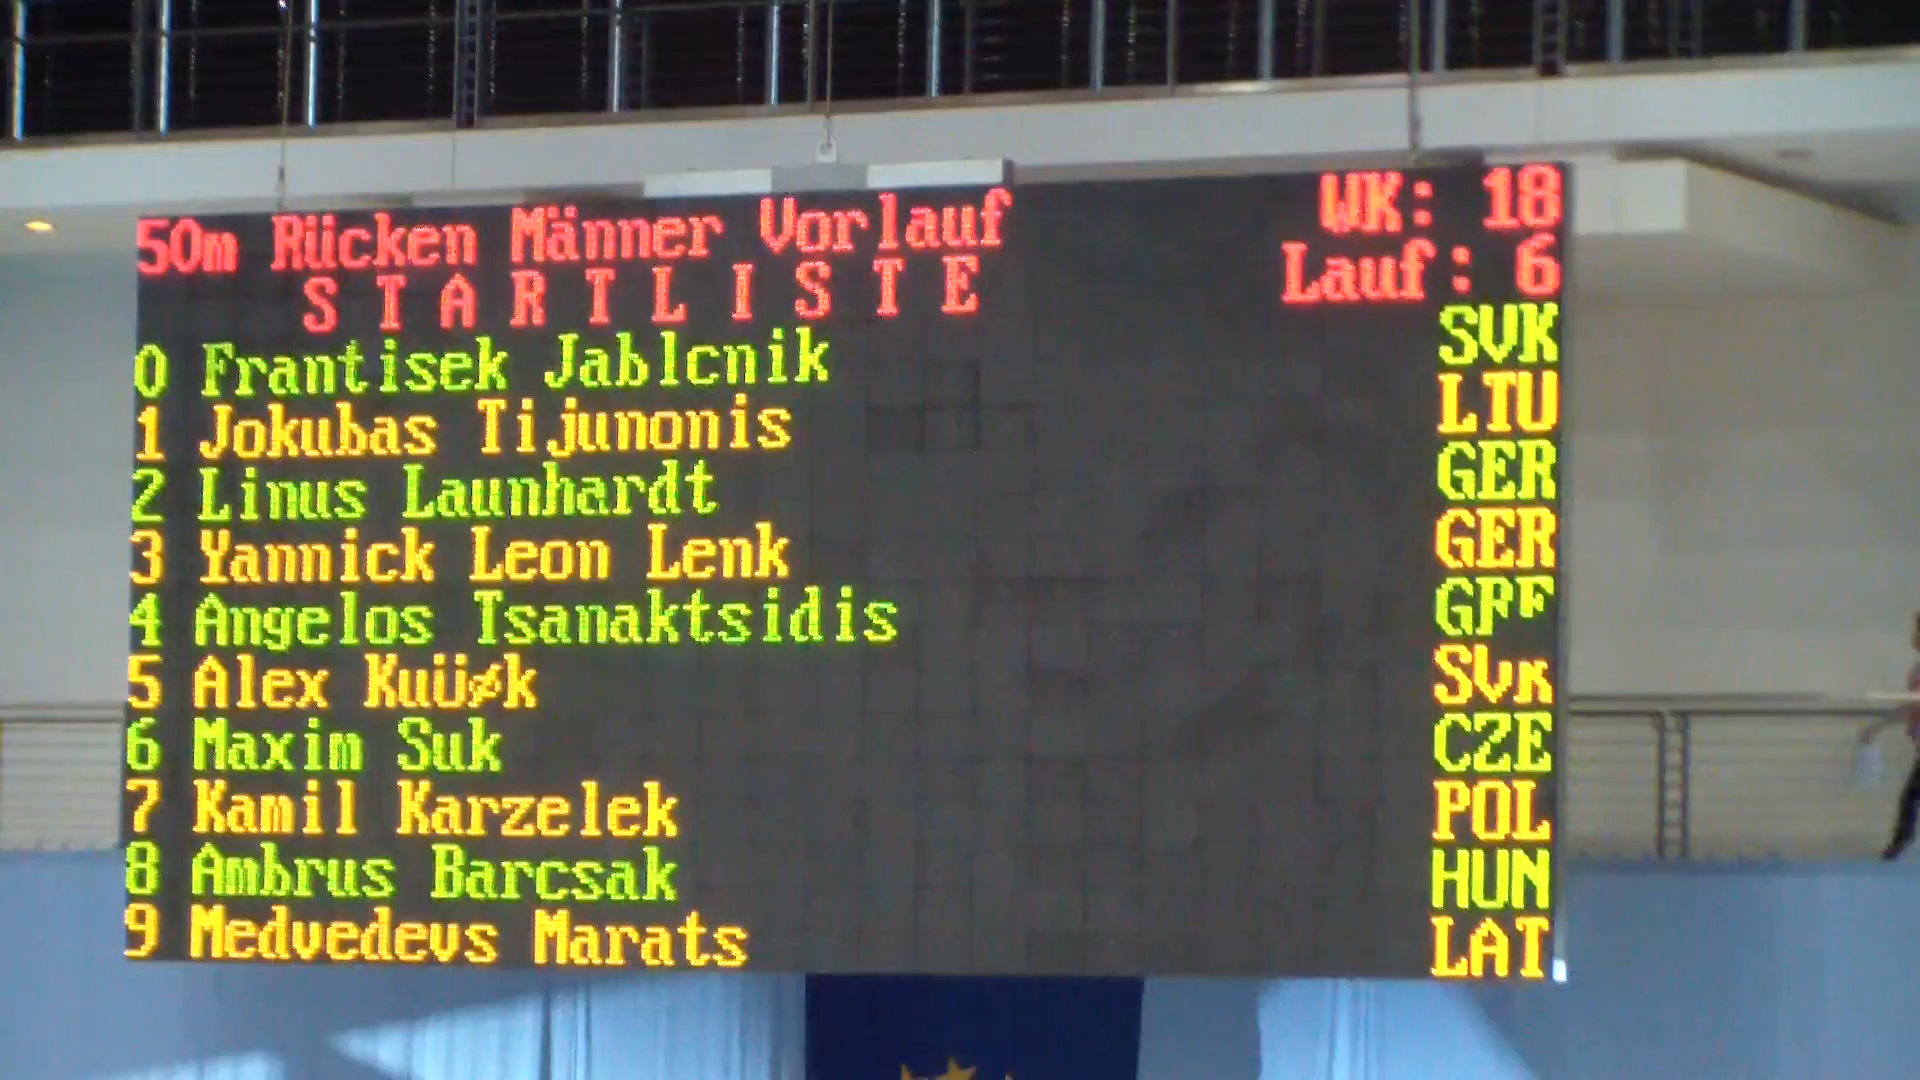 50m Rücken Männer Vorlauf WK: 18
STARTLISTE Lauf: 6
0 Frantisek Jablcnik SVK
1 Jokubas Tijunonis LTU
2 Linus Launhardt GER
3 Yannick Leon Lenk GER
4 Angelos Tsanaktsidis
5 Alex SVK
6 Maxim Suk CZE
7 Kamil Karzelek POL
8 Ambrus Barcsak HUN
9 Medvedevs Marats LAT